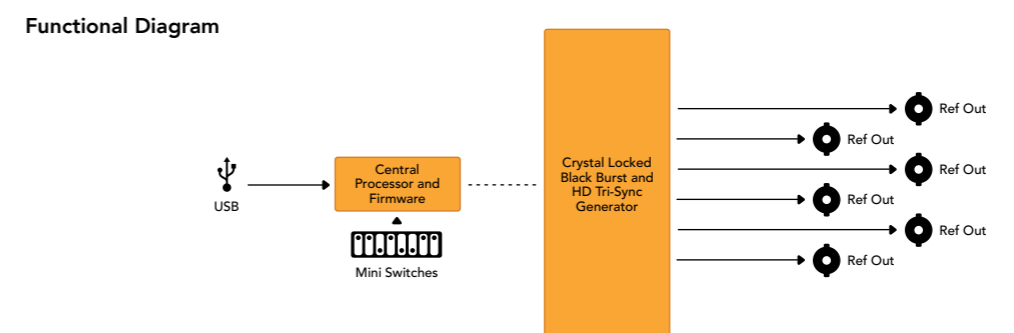 Functional Diagram
USB
Central
Processor and
Firmware
Mini Switches
Crystal Locked
Black Burst and
HD Tri-Sync
Generator
Ref Out
Ref Out
Ref Out
Ref Out
Ref Out
Ref Out